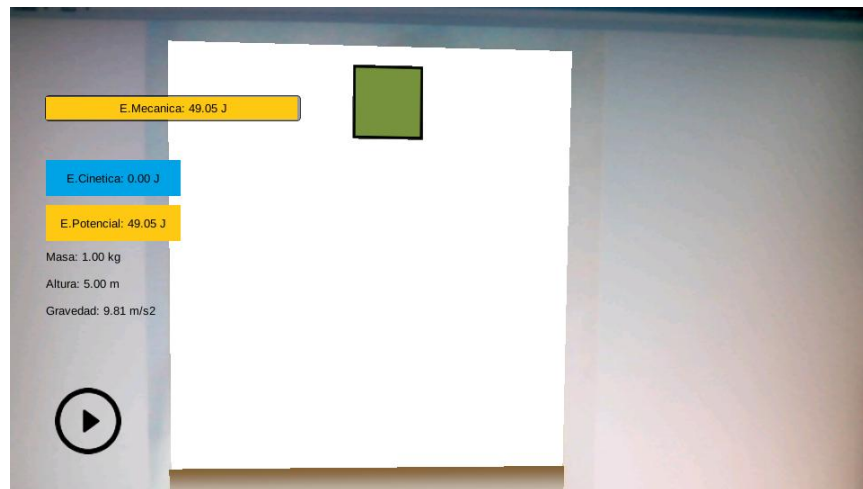 E.Mecanica: 49.05 J
E.Cinetica: 0.00 J
E.Potencial: 49.05 J
Masa: 1.00 kg
Altura: 5.00 m
Gravedad: 9.81 m/s2